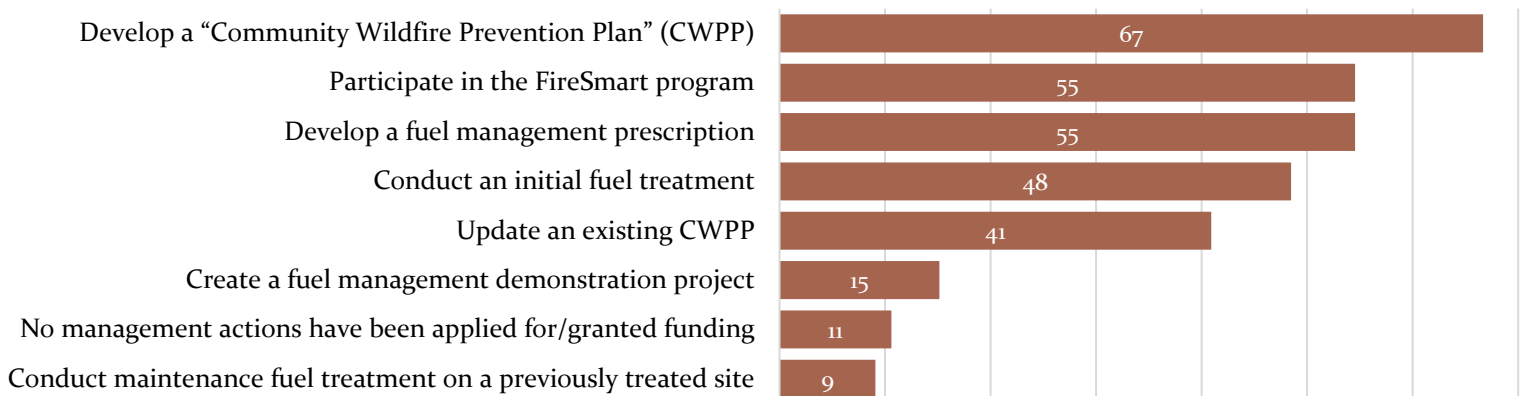 Develop a “Community Wildfire Prevention Plan” (CWPP) 67
Participate in the FireSmart program 55
Develop a fuel management prescription 55
Conduct an initial fuel treatment 48
Update an existing CWPP 41
Create a fuel management demonstration project 15
No management actions have been applied for/granted funding 11
Conduct maintenance fuel treatment on a previously treated site 9